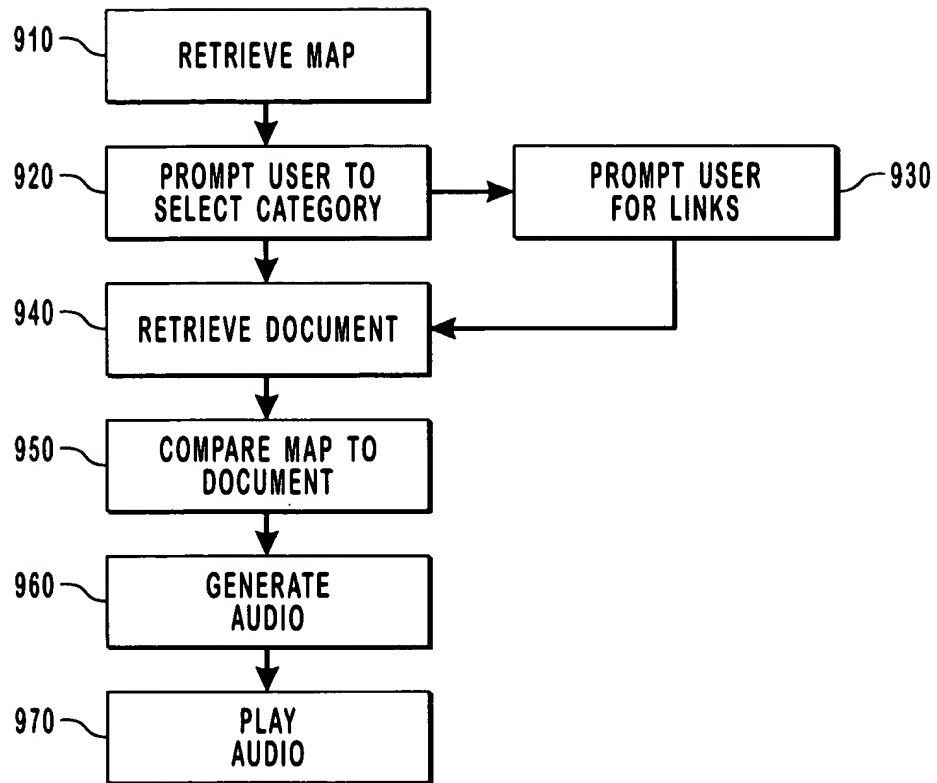 910
RETRIEVE MAP
920
PROMPT USER TO
SELECT CATEGORY
PROMPT USER
FOR LINKS
930
940
RETRIEVE DOCUMENT
950
COMPARE MAP TO
DOCUMENT
960
GENERATE
AUDIO
970
PLAY
AUDIO